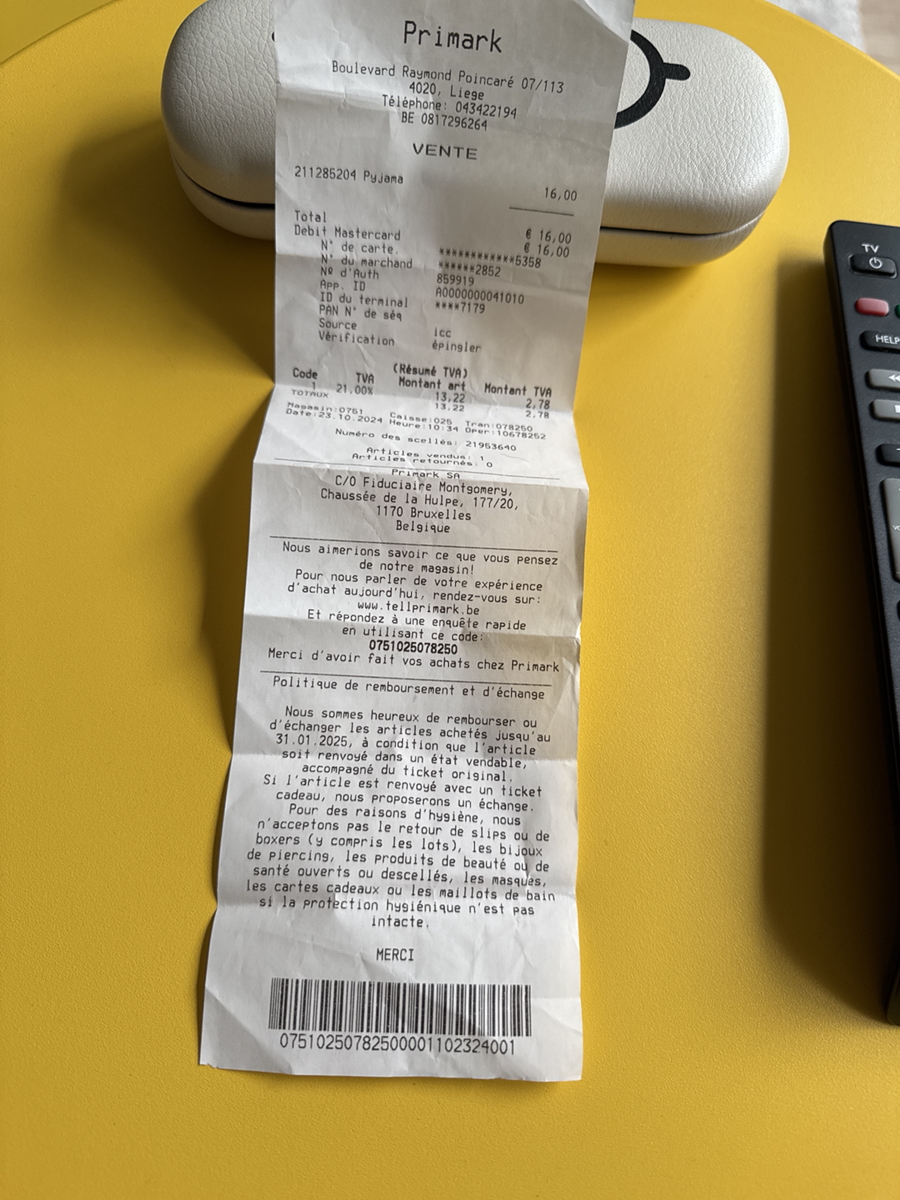 Primark
Boulevard Raymond Poincaré 07/113
4020, Liege
Téléphone: 043422194
BE 0817296264
VENTE
211285204 Pyjama
16,00
Total € 16,00
Debit Mastercard € 16,00
N° de carte. ************5358
N° du marchand ******2852
Nº d'Auth 859919
App. ID A0000000041010
ID du terminal ****7179
PAN N° de séq
Source icc
Vérification épingler
(Résumé TVA)
Code TVA Montant art Montant TVA
1 21.00% 13,22 2,78
TOTAUX 13,22 2,78
Magasin:0751 Caisse:025 Tran:078250
Date:23.10.2024 Heure:10:34 Oper:10678252
Numéro des scellés: 21953640
Articles vendus: 1
Articles retournés: 0
Primark SA
C/O Fiduciaire Montgomery,
Chaussée de la Hulpe, 177/20,
1170 Bruxelles
Belgique
Nous aimerions savoir ce que vous pensez
de notre magasin!
Pour nous parler de votre expérience
d'achat aujourd'hui, rendez-vous sur:
www.tellprimark.be
Et répondez à une enquête rapide
en utilisant ce code:
0751025078250
Merci d'avoir fait vos achats chez Primark
Politique de remboursement et d'échange
Nous sommes heureux de rembourser ou
d'échanger les articles achetés jusqu'au
31.01.2025, à condition que l'article
soit renvoyé dans un état vendable,
accompagné du ticket original.
Si l'article est renvoyé avec un ticket
cadeau, nous proposerons un échange.
Pour des raisons d'hygiène, nous
n'acceptons pas le retour de slips ou de
boxers (y compris les lots), les bijoux
de piercing, les produits de beauté ou de
santé ouverts ou descellés, les masques,
les cartes cadeaux ou les maillots de bain
si la protection hygiénique n'est pas
intacte.
MERCI
07510250782500001102324001
TV
HELP